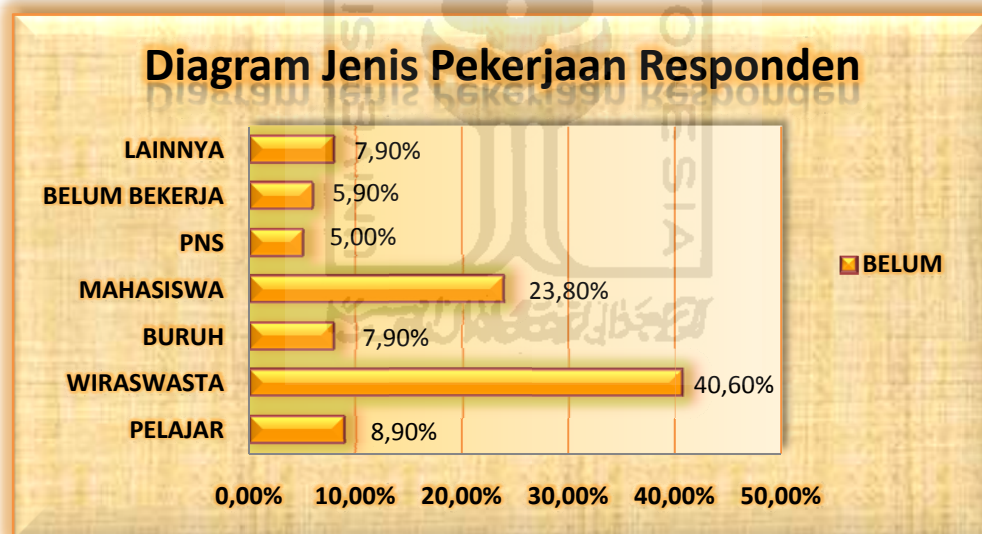 Diagram Jenis Pekerjaan Responden
LAINNYA 7,90%
BELUM BEKERJA 5,90%
PNS 5,00%
MAHASISWA 23,80%
BURUH 7,90%
WIRASWASTA 40,60%
PELAJAR 8,90%
0,00% 10,00% 20,00% 30,00% 40,00% 50,00%
BELUM